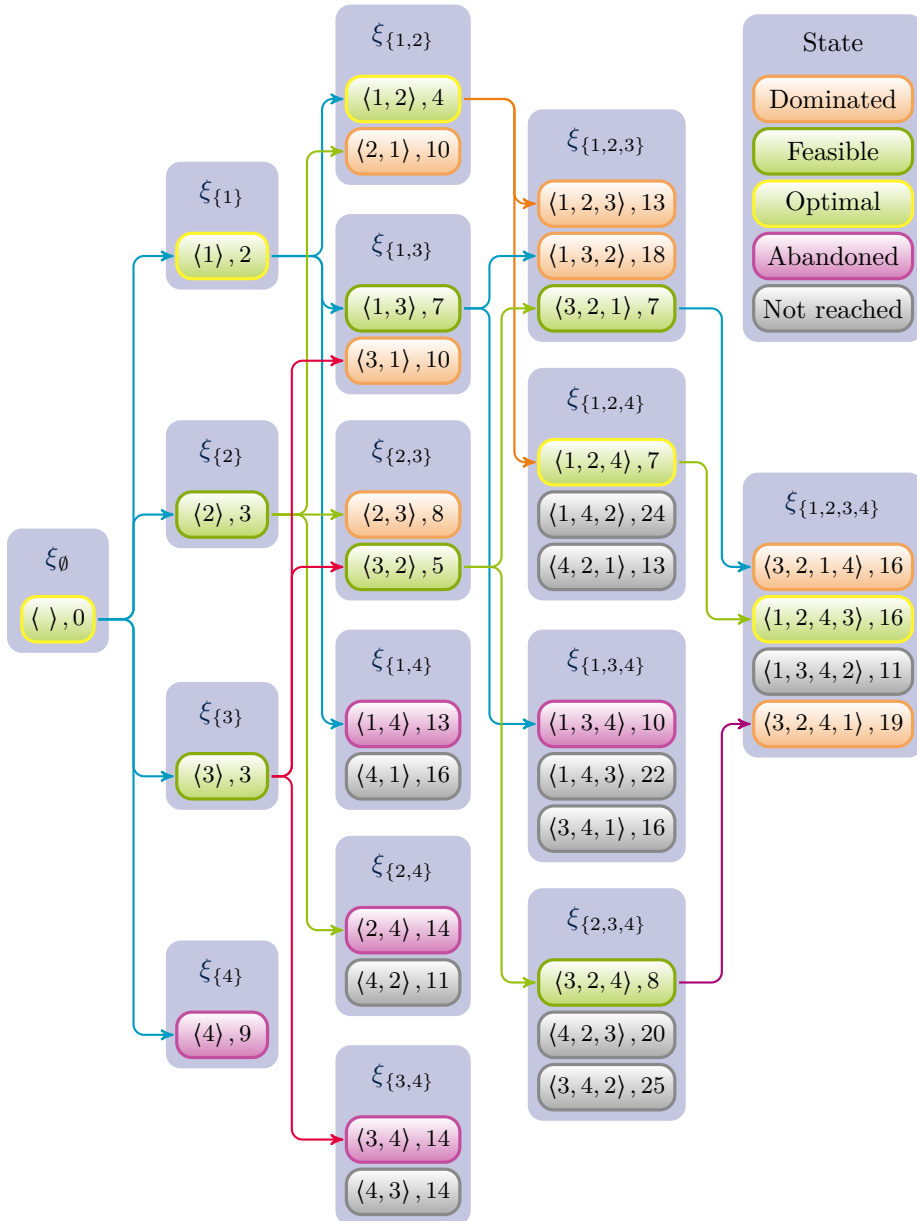 ξ∅
⟨ ⟩, 0
ξ{1}
⟨1⟩, 2
ξ{2}
⟨2⟩, 3
ξ{3}
⟨3⟩, 3
ξ{4}
⟨4⟩, 9
ξ{1,2}
⟨1, 2⟩, 4
⟨2, 1⟩, 10
ξ{1,3}
⟨1, 3⟩, 7
⟨3, 1⟩, 10
ξ{2,3}
⟨2, 3⟩, 8
⟨3, 2⟩, 5
ξ{1,4}
⟨1, 4⟩, 13
⟨4, 1⟩, 16
ξ{2,4}
⟨2, 4⟩, 14
⟨4, 2⟩, 11
ξ{3,4}
⟨3, 4⟩, 14
⟨4, 3⟩, 14
ξ{1,2,3}
⟨1, 2, 3⟩, 13
⟨1, 3, 2⟩, 18
⟨3, 2, 1⟩, 7
ξ{1,2,4}
⟨1, 2, 4⟩, 7
⟨1, 4, 2⟩, 24
⟨4, 2, 1⟩, 13
ξ{1,3,4}
⟨1, 3, 4⟩, 10
⟨1, 4, 3⟩, 22
⟨3, 4, 1⟩, 16
ξ{2,3,4}
⟨3, 2, 4⟩, 8
⟨4, 2, 3⟩, 20
⟨3, 4, 2⟩, 25
State
Dominated
Feasible
Optimal
Abandoned
Not reached
ξ{1,2,3,4}
⟨3, 2, 1, 4⟩, 16
⟨1, 2, 4, 3⟩, 16
⟨1, 3, 4, 2⟩, 11
⟨3, 2, 4, 1⟩, 19